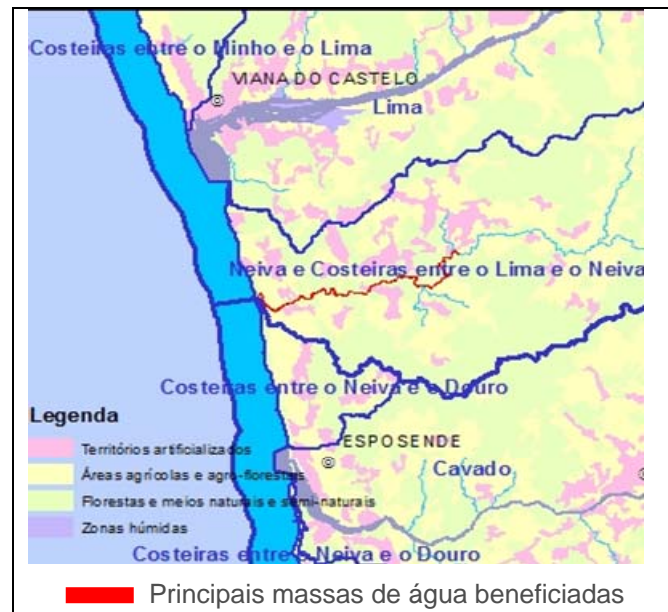 Costeiras entre o Minho e o Lima
VIANA DO CASTELO
Lima
Neiva e Costeiras entre o Lima e o Neiva
Costeiras entre o Neiva e o Douro
Legenda
ESPOSENDE
Territórios artificializados
Áreas agrícolas e agro-florestais
Cavado
Florestas e meios naturais e semi-naturais
Zonas húmidas
Costeiras entre o Neiva e o Douro
Principais massas de água beneficiadas